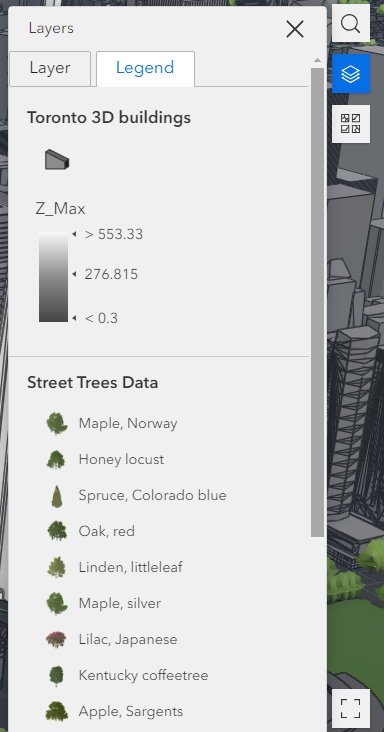 Layers
Layer Legend
Toronto 3D buildings
Z_Max
> 553.33
276.815
< 0.3
Street Trees Data
Maple, Norway
Honey locust
Spruce, Colorado blue
Oak, red
Linden, littleleaf
Maple, silver
Lilac, Japanese
Kentucky coffeetree
Apple, Sargents